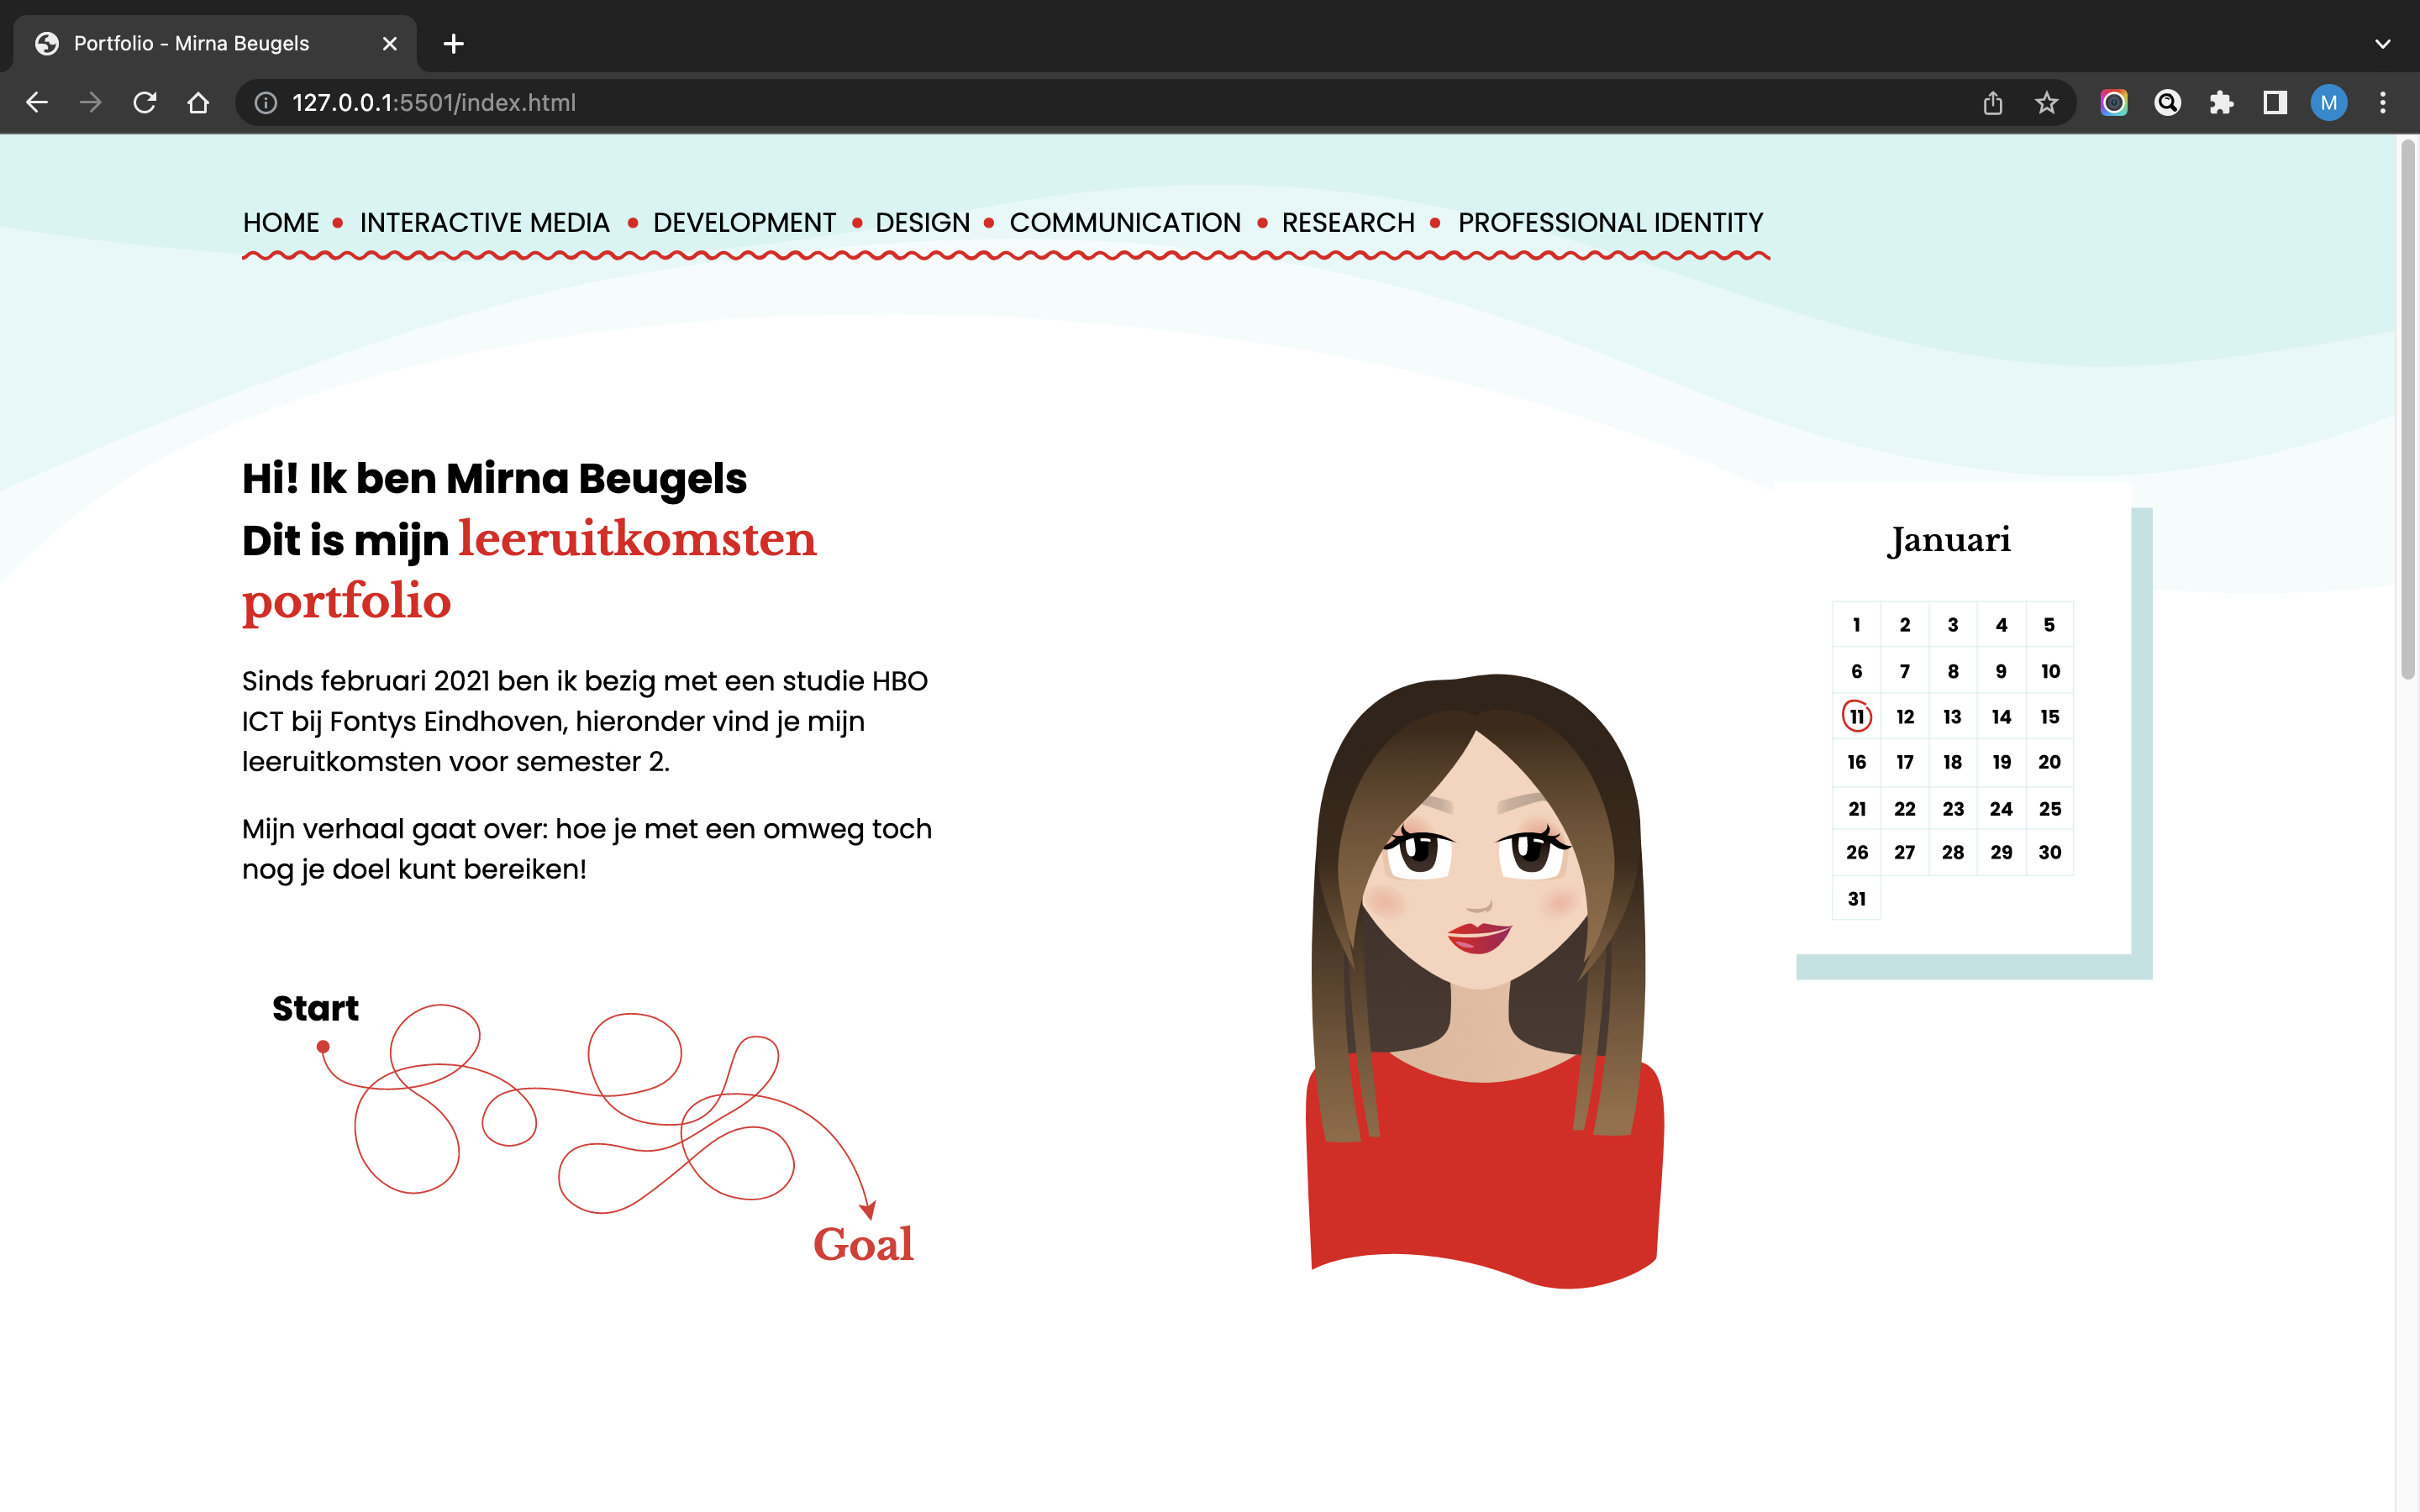 Portfolio - Mirna Beugels
127.0.0.1:5501/index.html
M
HOME • INTERACTIVE MEDIA • DEVELOPMENT • DESIGN • COMMUNICATION • RESEARCH • PROFESSIONAL IDENTITY
Hi! Ik ben Mirna Beugels
Dit is mijn leeruitkomsten
portfolio
Sinds februari 2021 ben ik bezig met een studie HBO
ICT bij Fontys Eindhoven, hieronder vind je mijn
leeruitkomsten voor semester 2.
Mijn verhaal gaat over: hoe je met een omweg toch
nog je doel kunt bereiken!
Start
Goal
Januari
1 2 3 4 5
6 7 8 9 10
11 12 13 14 15
16 17 18 19 20
21 22 23 24 25
26 27 28 29 30
31